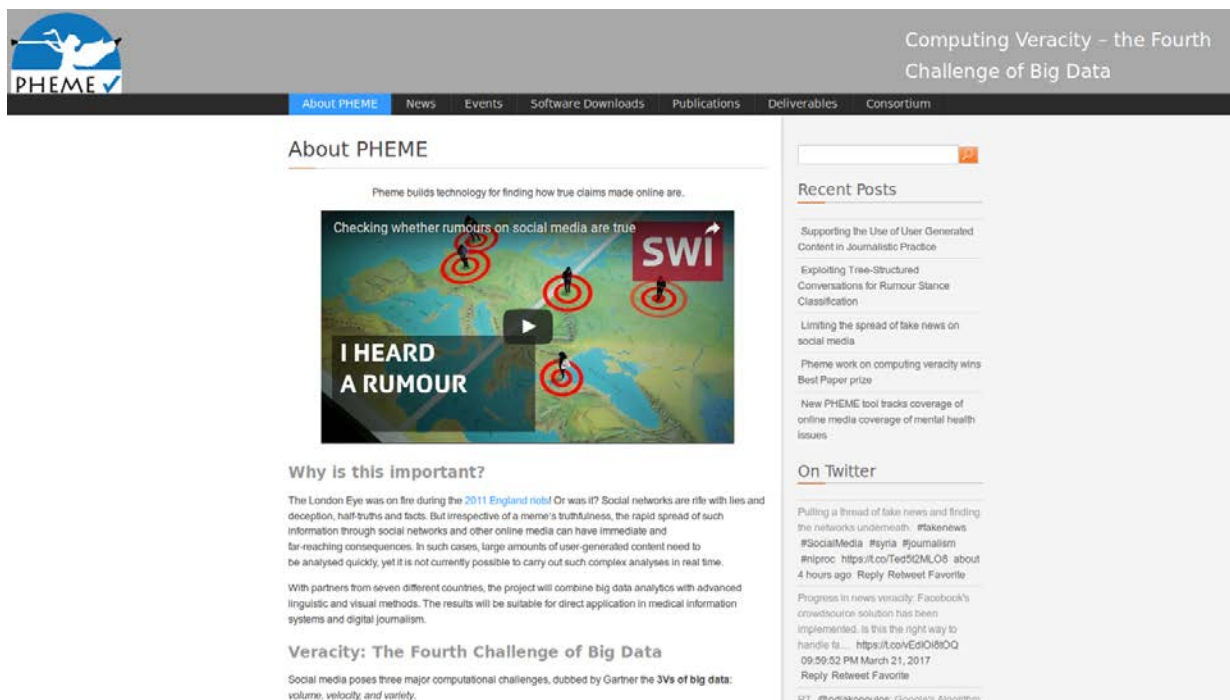 PHEME
Computing Veracity – the Fourth
Challenge of Big Data
About PHEME News Events Software Downloads Publications Deliverables Consortium
About PHEME
Pheme builds technology for finding how true claims made online are.
Checking whether rumours on social media are true
SWI
I HEARD
A RUMOUR
Why is this important?
The London Eye was on fire during the 2011 England riots! Or was it? Social networks are rife with lies and
deception, half-truths and facts. But irrespective of a meme's truthfulness, the rapid spread of such
information through social networks and other online media can have immediate and
far-reaching consequences. In such cases, large amounts of user-generated content need to
be analysed quickly, yet it is not currently possible to carry out such complex analyses in real time.
With partners from seven different countries, the project will combine big data analytics with advanced
linguistic and visual methods. The results will be suitable for direct application in medical information
systems and digital journalism.
Veracity: The Fourth Challenge of Big Data
Social media poses three major computational challenges, dubbed by Gartner the 3Vs of big data:
volume, velocity, and variety.
Recent Posts
Supporting the Use of User Generated
Content in Journalistic Practice
Exploiting Tree-Structured
Conversations for Rumour Stance
Classification
Limiting the spread of fake news on
social media
Pheme work on computing veracity wins
Best Paper prize
New PHEME tool tracks coverage of
online media coverage of mental health
issues
On Twitter
Pulling a thread of fake news and finding
the networks underneath. #fakenews
#SocialMedia #syria #journalism
#niproc about
4 hours ago Reply Retweet Favorite
Progress in news veracity: Facebook's
crowdsource solution has been
implemented. Is this the right way to
handle fa…
09:59:52 PM March 21, 2017
Reply Retweet Favorite